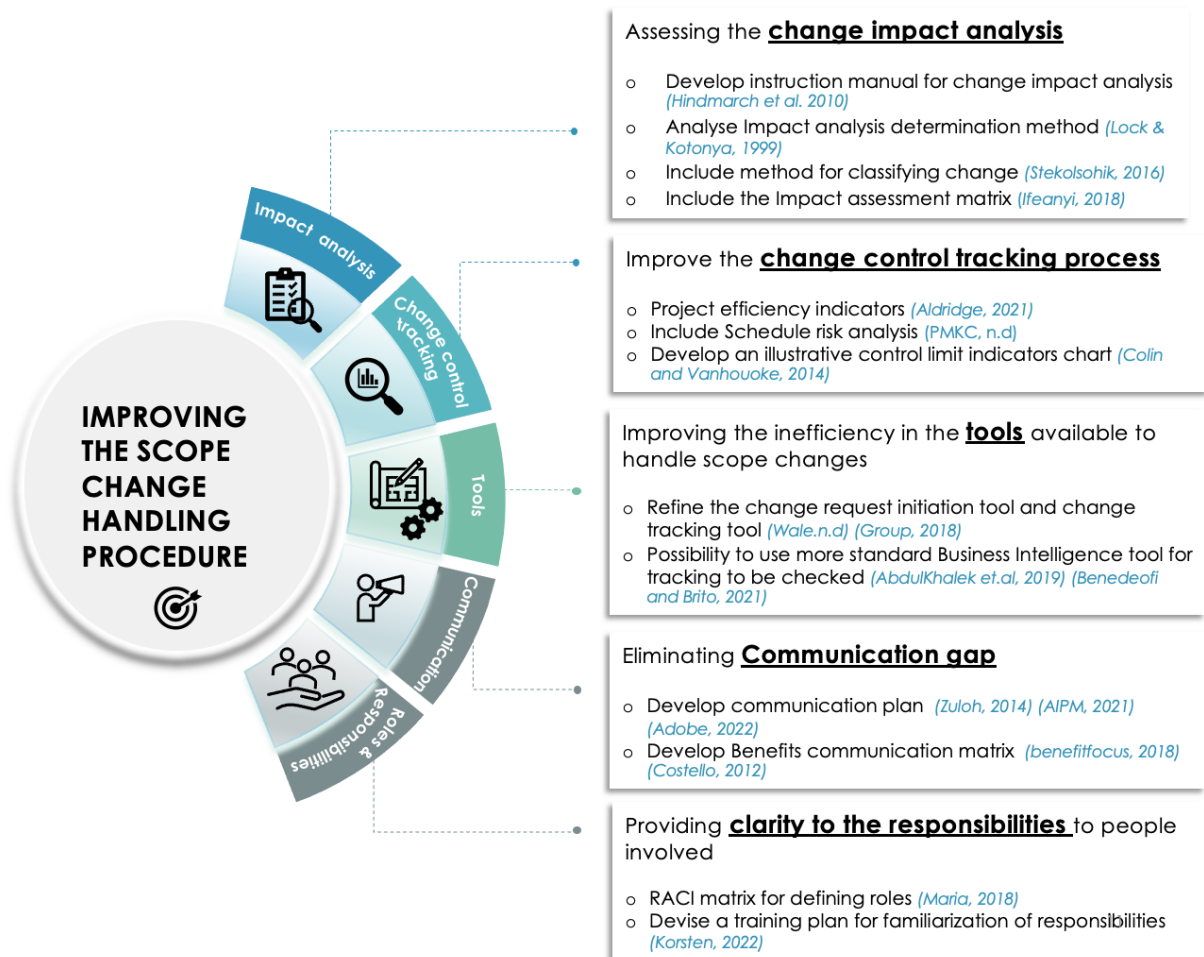 IMPROVING
THE SCOPE
CHANGE
HANDLING
PROCEDURE
Impact analysis
Change control
tracking
Tools
Communication
Roles &
Responsibilities
Assessing the change impact analysis
o Develop instruction manual for change impact analysis
(Hindmarch et al. 2010)
o Analyse Impact analysis determination method (Lock &
Kotonya, 1999)
o Include method for classifying change (Stekolsohik, 2016)
o Include the Impact assessment matrix (Ifeanyi, 2018)
Improve the change control tracking process
o Project efficiency indicators (Aldridge, 2021)
o Include Schedule risk analysis (PMKC, n.d)
o Develop an illustrative control limit indicators chart (Colin
and Vanhouoke, 2014)
Improving the inefficiency in the tools available to
handle scope changes
o Refine the change request initiation tool and change
tracking tool (Wale.n.d) (Group, 2018)
o Possibility to use more standard Business Intelligence tool for
tracking to be checked (AbdulKhalek et.al, 2019) (Benedeofi
and Brito, 2021)
Eliminating Communication gap
o Develop communication plan (Zuloh, 2014) (AIPM, 2021)
(Adobe, 2022)
o Develop Benefits communication matrix (benefitfocus, 2018)
(Costello, 2012)
Providing clarity to the responsibilities to people
involved
o RACI matrix for defining roles (Maria, 2018)
o Devise a training plan for familiarization of responsibilities
(Korsten, 2022)